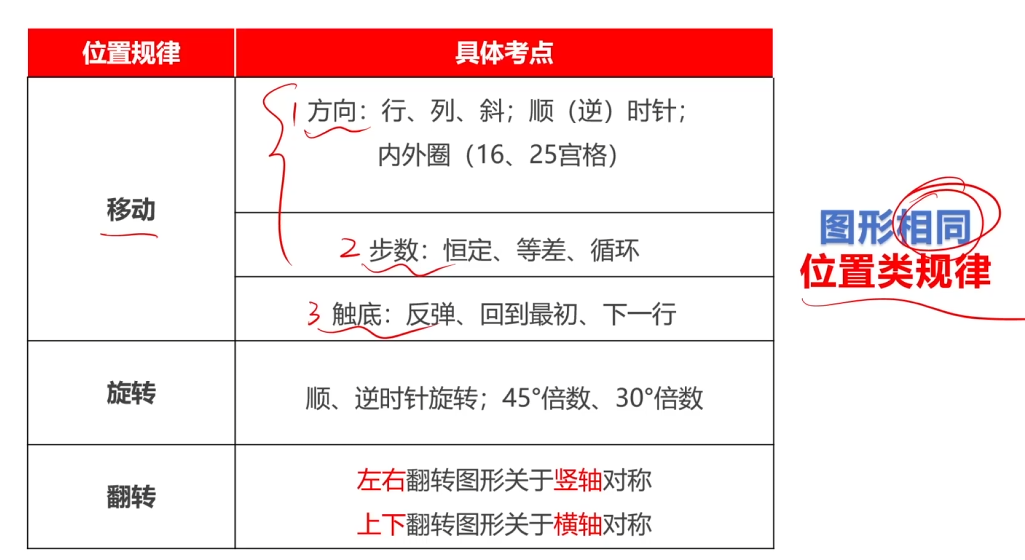 位置规律
具体考点
移动
1 方向：行、列、斜；顺（逆）时针；
内外圈（16、25宫格）
2 步数：恒定、等差、循环
3 触底：反弹、回到最初、下一行
旋转
顺、逆时针旋转；45°倍数、30°倍数
翻转
左右翻转图形关于竖轴对称
上下翻转图形关于横轴对称
图形相同
位置类规律